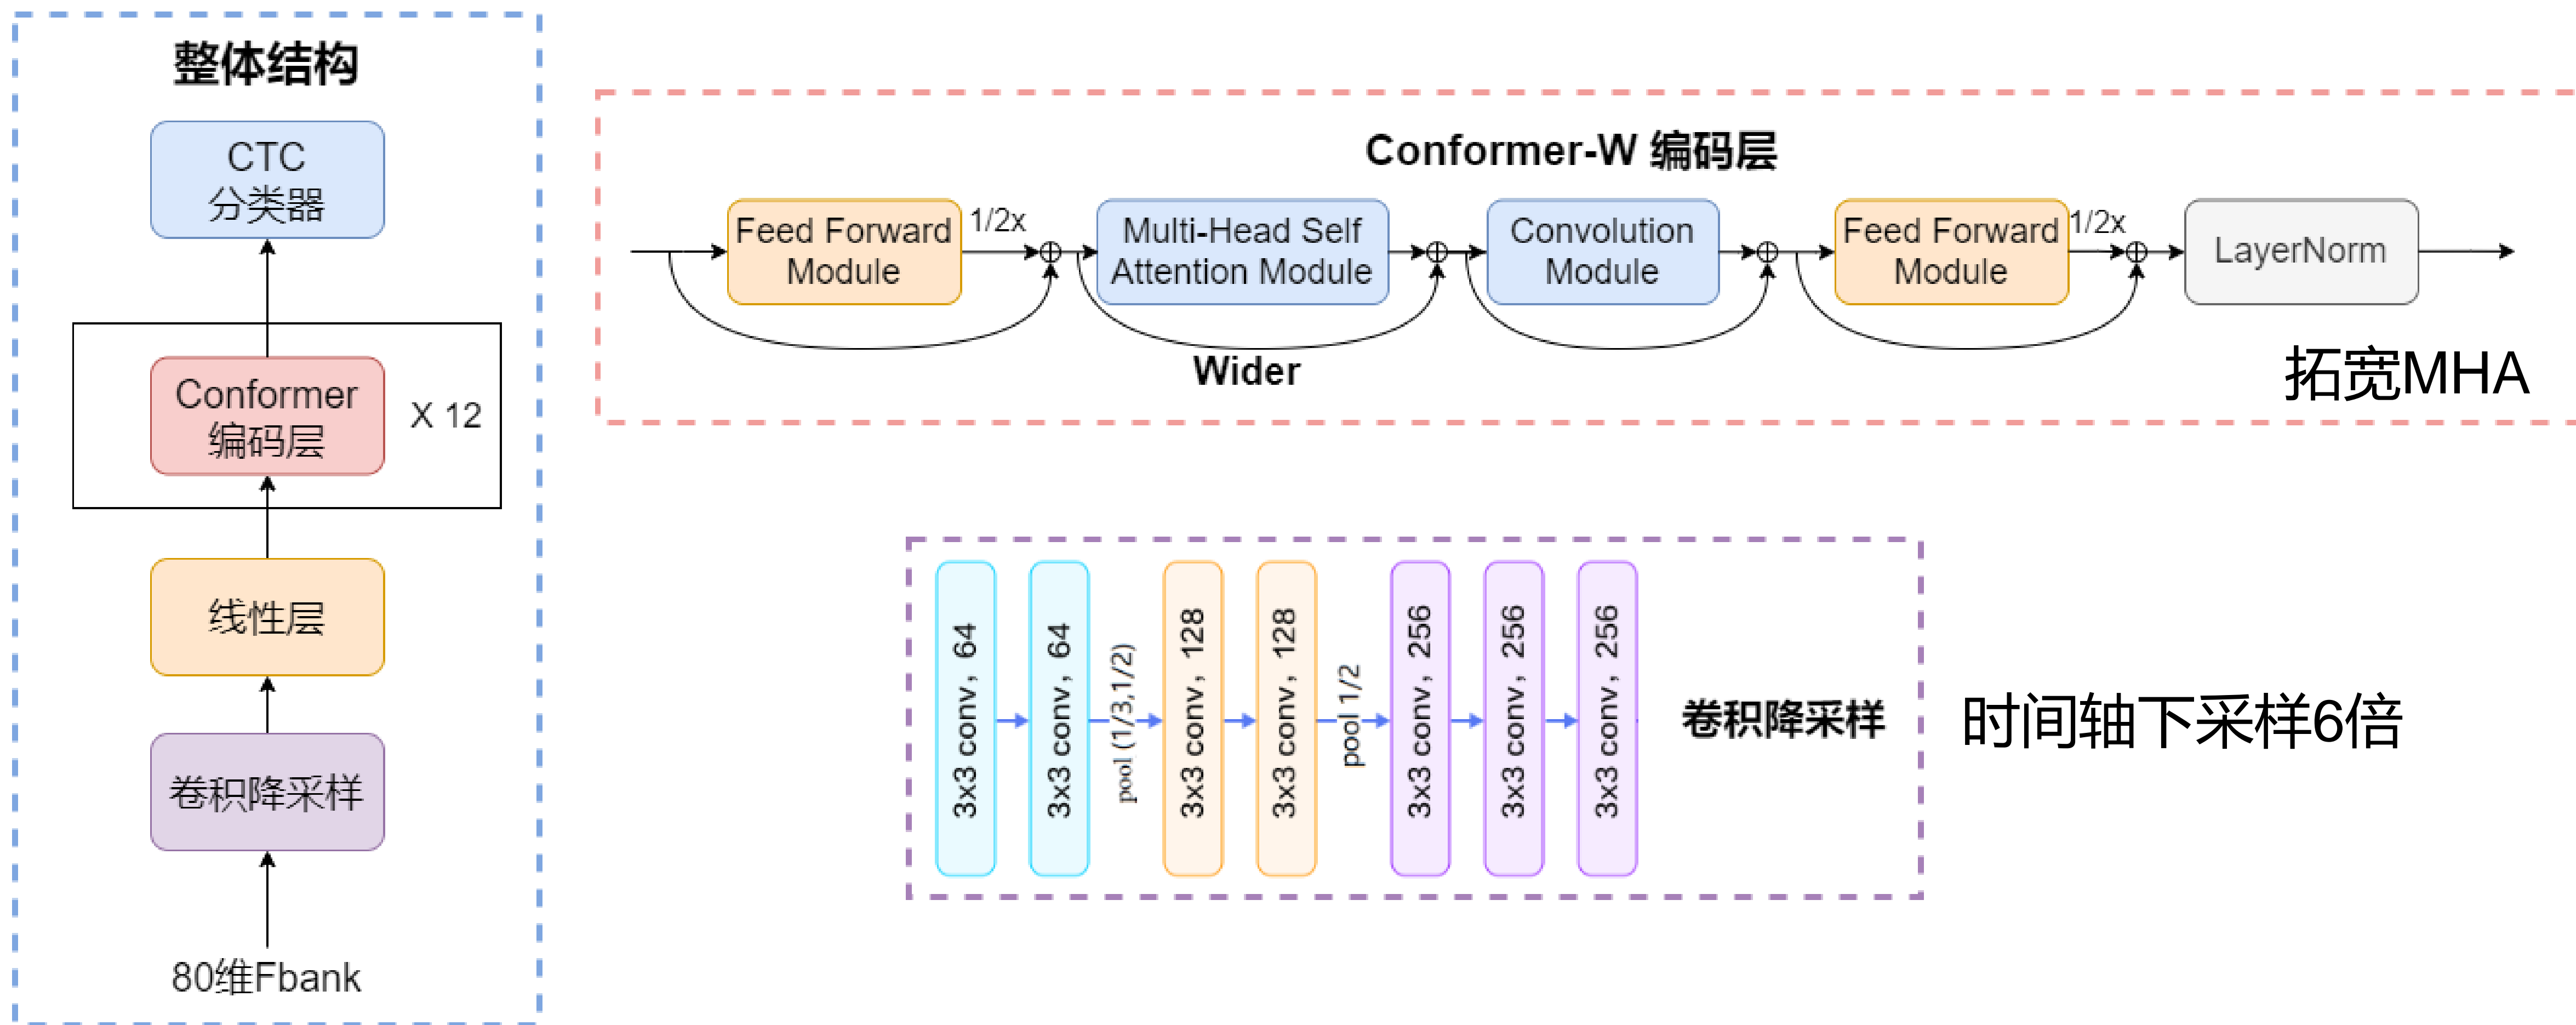 整体结构
CTC
分类器
Conformer
编码层
X 12
线性层
卷积降采样
80维Fbank
Conformer-W 编码层
Feed Forward
Module
1/2x
Multi-Head Self
Attention Module
Convolution
Module
Feed Forward
Module
1/2x
LayerNorm
Wider
拓宽MHA
3x3 conv, 64
3x3 conv, 64
pool (1/3,1/2)
3x3 conv, 128
3x3 conv, 128
pool 1/2
3x3 conv, 256
3x3 conv, 256
3x3 conv, 256
卷积降采样
时间轴下采样6倍